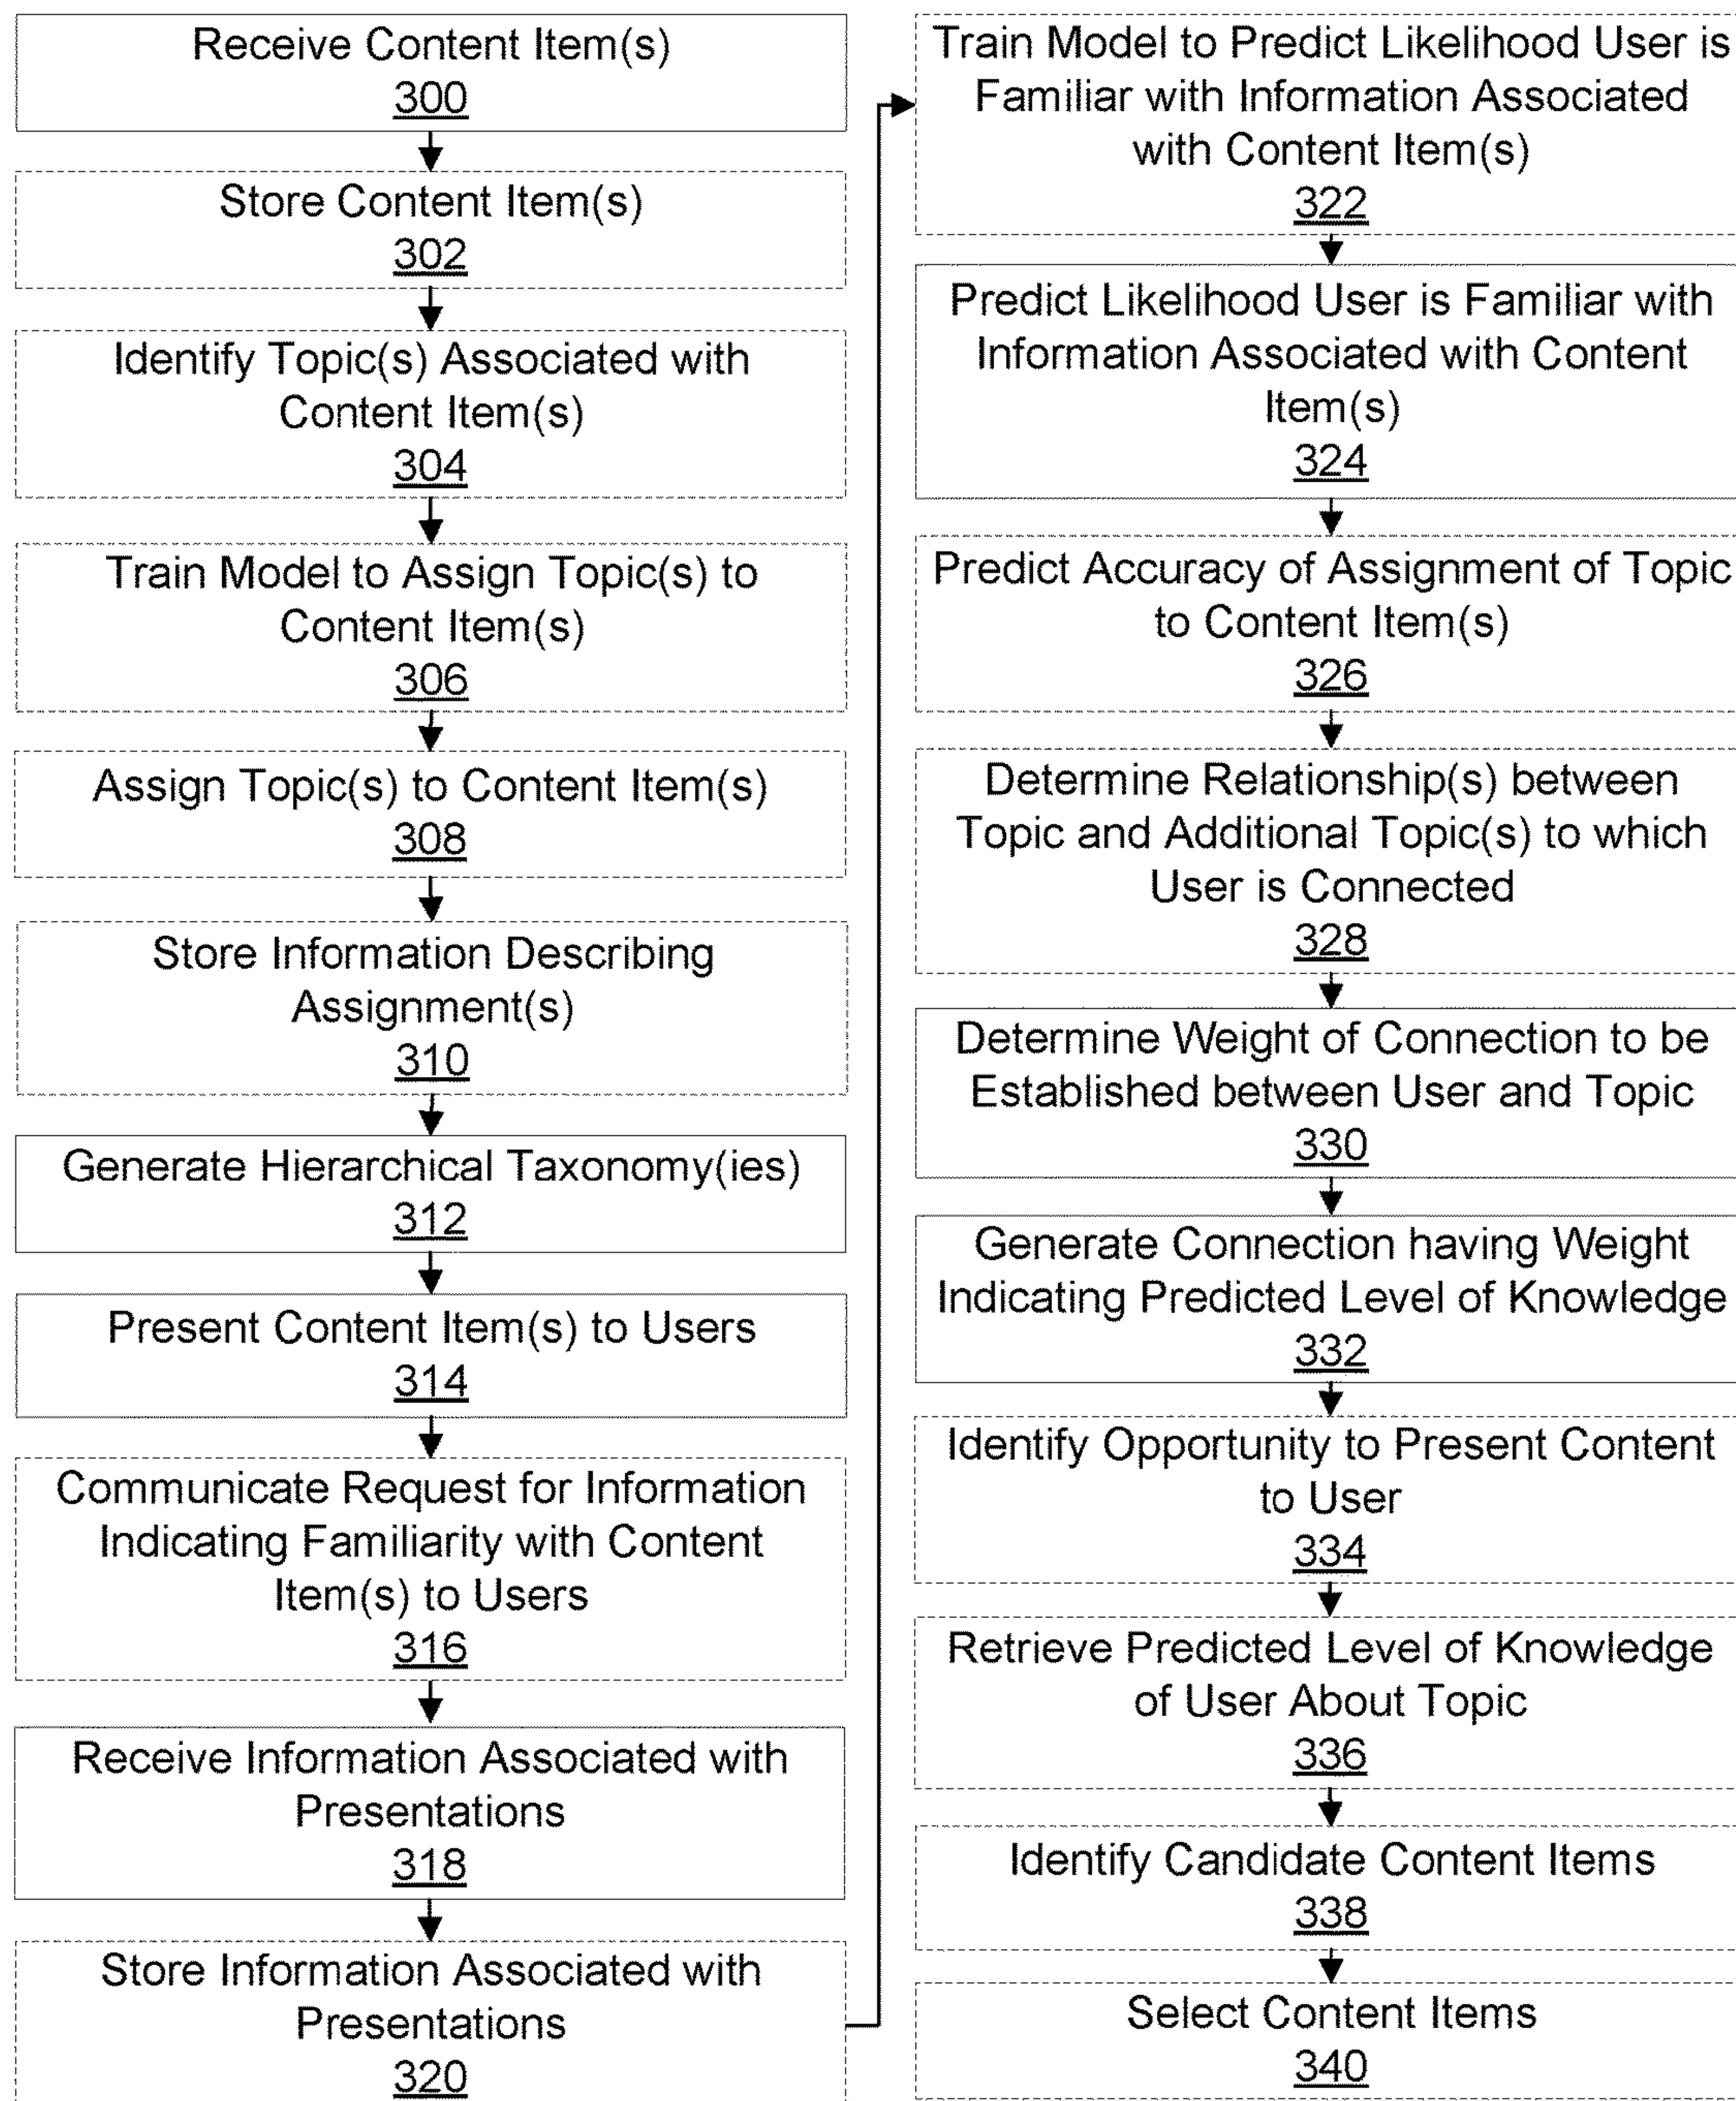 Receive Content Item(s)
300
Store Content Item(s)
302
Identify Topic(s) Associated with
Content Item(s)
304
Train Model to Assign Topic(s) to
Content Item(s)
306
Assign Topic(s) to Content Item(s)
308
Store Information Describing
Assignment(s)
310
Generate Hierarchical Taxonomy(ies)
312
Present Content Item(s) to Users
314
Communicate Request for Information
Indicating Familiarity with Content
Item(s) to Users
316
Receive Information Associated with
Presentations
318
Store Information Associated with
Presentations
320
Train Model to Predict Likelihood User is
Familiar with Information Associated
with Content Item(s)
322
Predict Likelihood User is Familiar with
Information Associated with Content
Item(s)
324
Predict Accuracy of Assignment of Topic
to Content Item(s)
326
Determine Relationship(s) between
Topic and Additional Topic(s) to which
User is Connected
328
Determine Weight of Connection to be
Established between User and Topic
330
Generate Connection having Weight
Indicating Predicted Level of Knowledge
332
Identify Opportunity to Present Content
to User
334
Retrieve Predicted Level of Knowledge
of User About Topic
336
Identify Candidate Content Items
338
Select Content Items
340